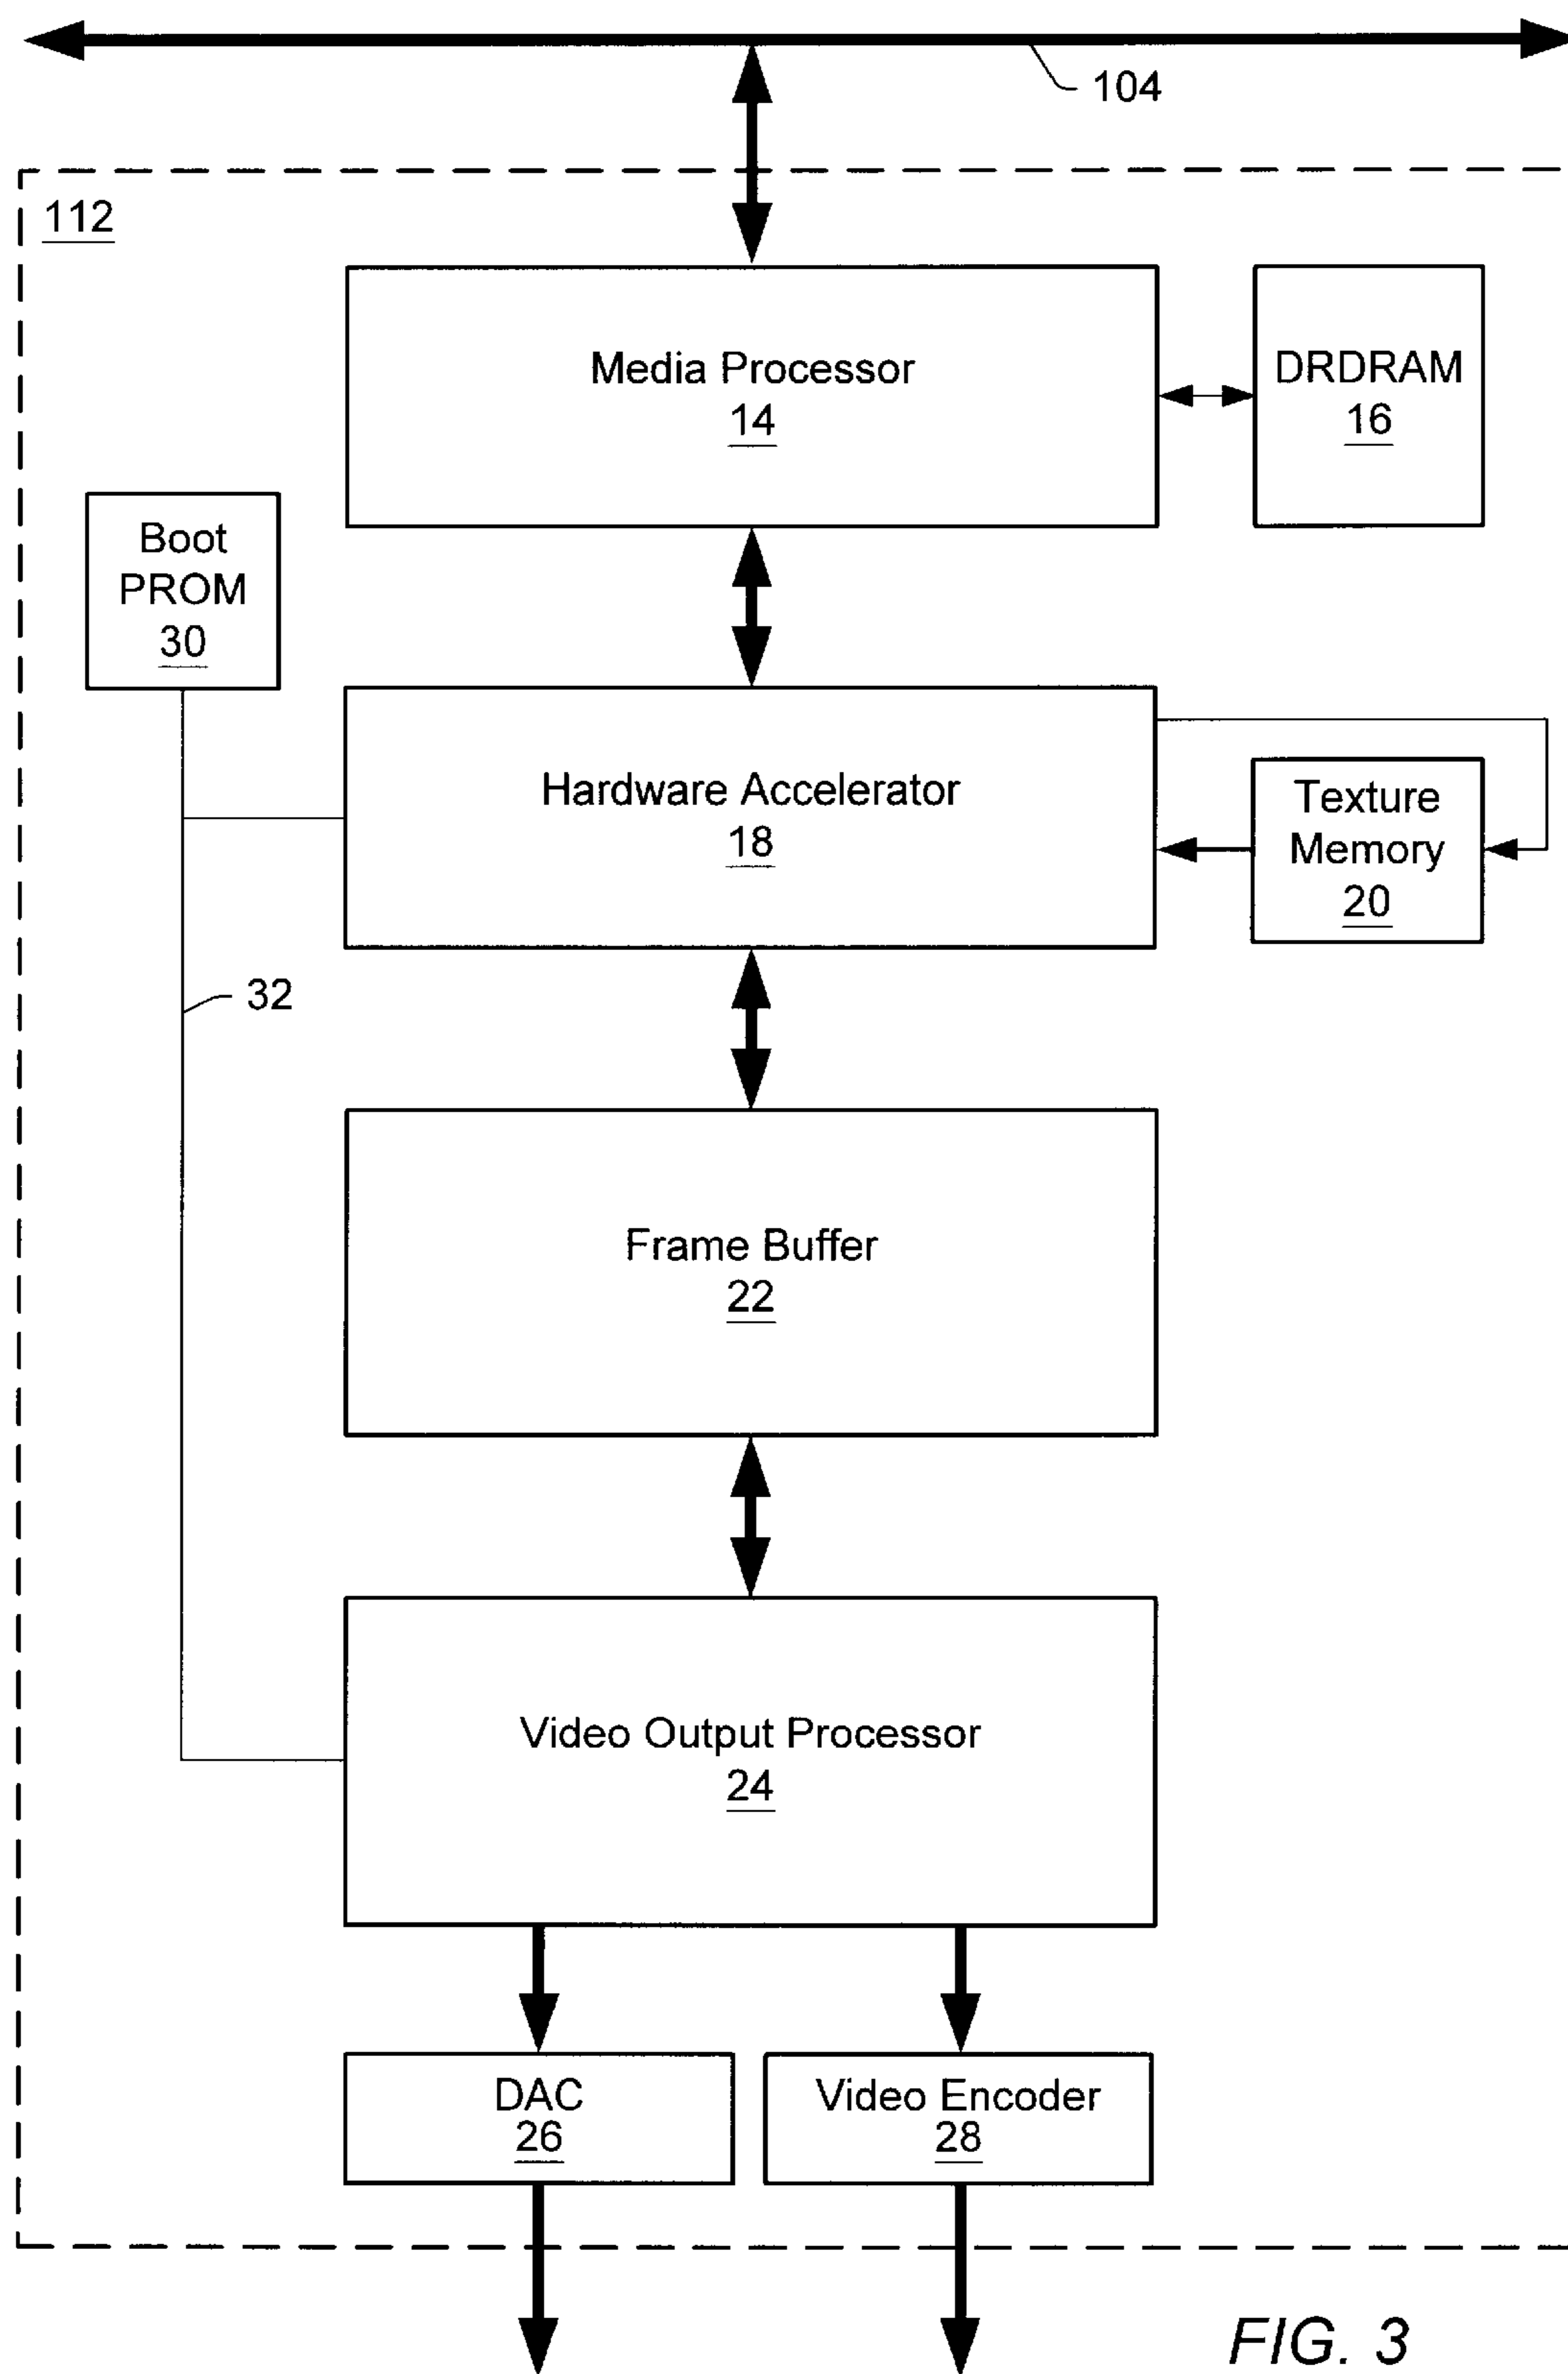 104
112
Media Processor
14
DRDRAM
16
Boot
PROM
30
Hardware Accelerator
18
Texture
Memory
20
32
Frame Buffer
22
Video Output Processor
24
DAC
26
Video Encoder
28
FIG. 3